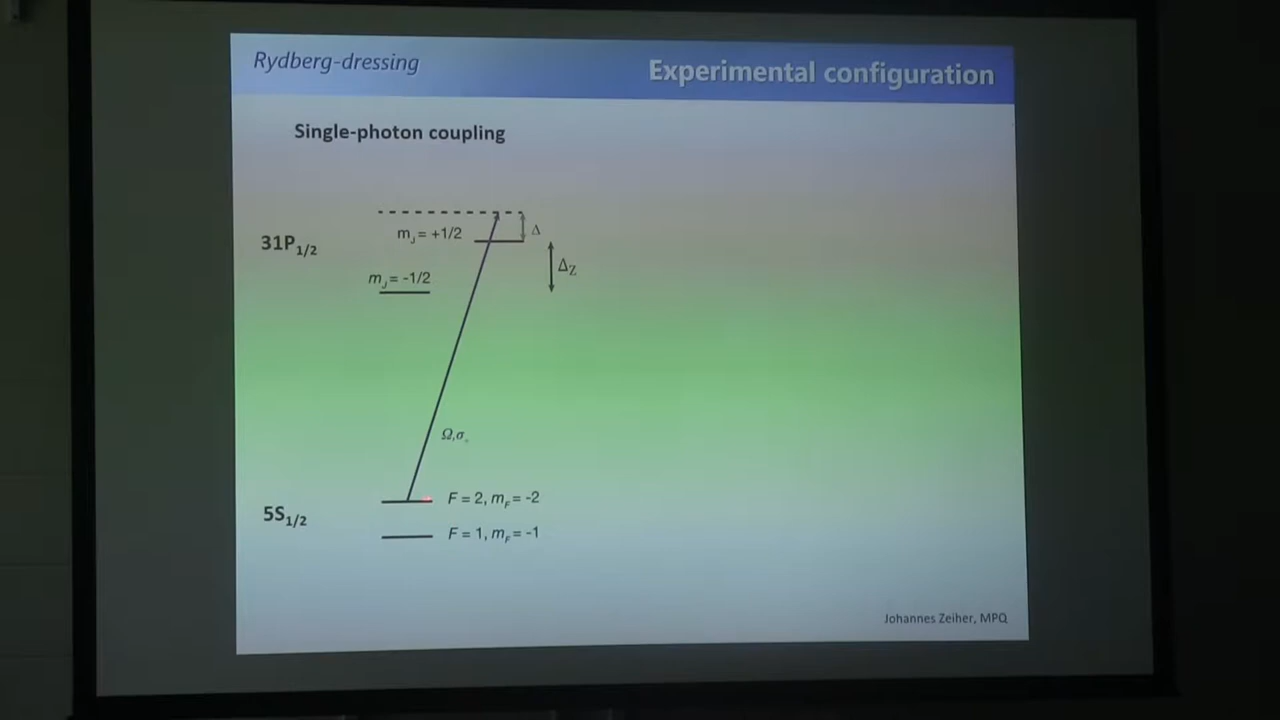 Rydberg-dressing
Experimental configuration
Single-photon coupling
31P1/2
mJ = +1/2
Δ
ΔZ
mJ = -1/2
Ω,σ+
5S1/2
F = 2, mF = -2
F = 1, mF = -1
Johannes Zeiher, MPQ